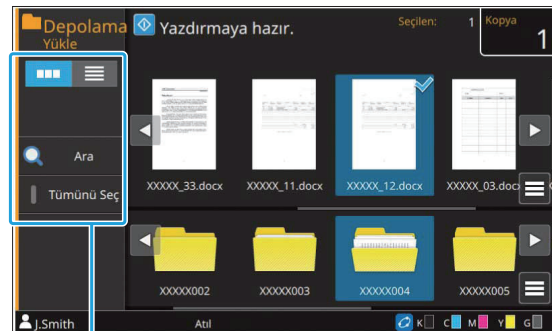 Depolama
Yükle
Yazdırmaya hazır.
Seçilen: 1
Kopya
1
Ara
Tümünü Seç
XXXXX_33.docx
XXXXX_11.docx
XXXXX_12.docx
XXXXX_03.docx
XXXXX002
XXXXX003
XXXXX004
XXXXX005
J.Smith
Atıl
K C M Y G